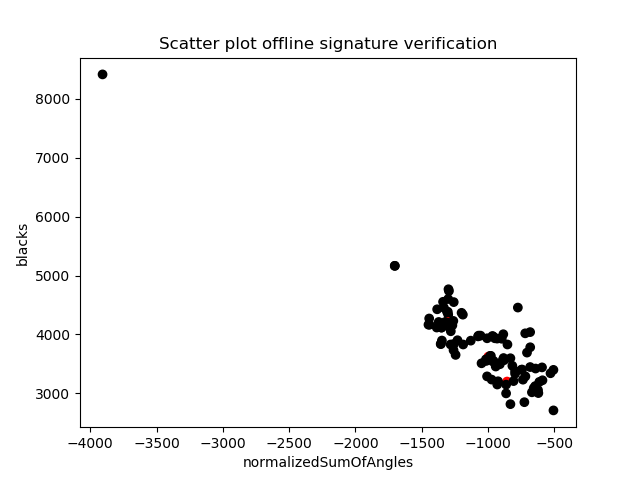 Scatter plot offline signature verification
8000
7000
6000
5000
4000
3000
blacks
−4000 −3500 −3000 −2500 −2000 −1500 −1000 −500
normalizedSumOfAngles